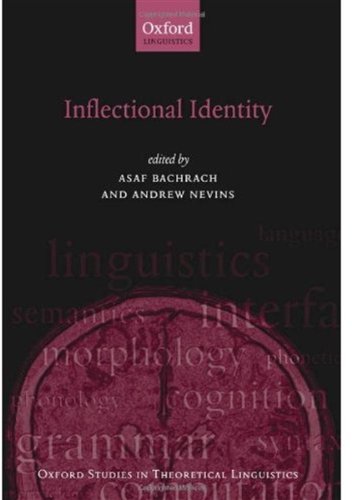 Oxford
LINGUISTICS
Inflectional Identity
edited by
ASAF BACHRACH
AND ANDREW NEVINS
language
linguistics
semantics
interfa
morphology
phonetic
phonology
cognition
grammar
OXFORD STUDIES IN THEORETICAL LINGUISTICS